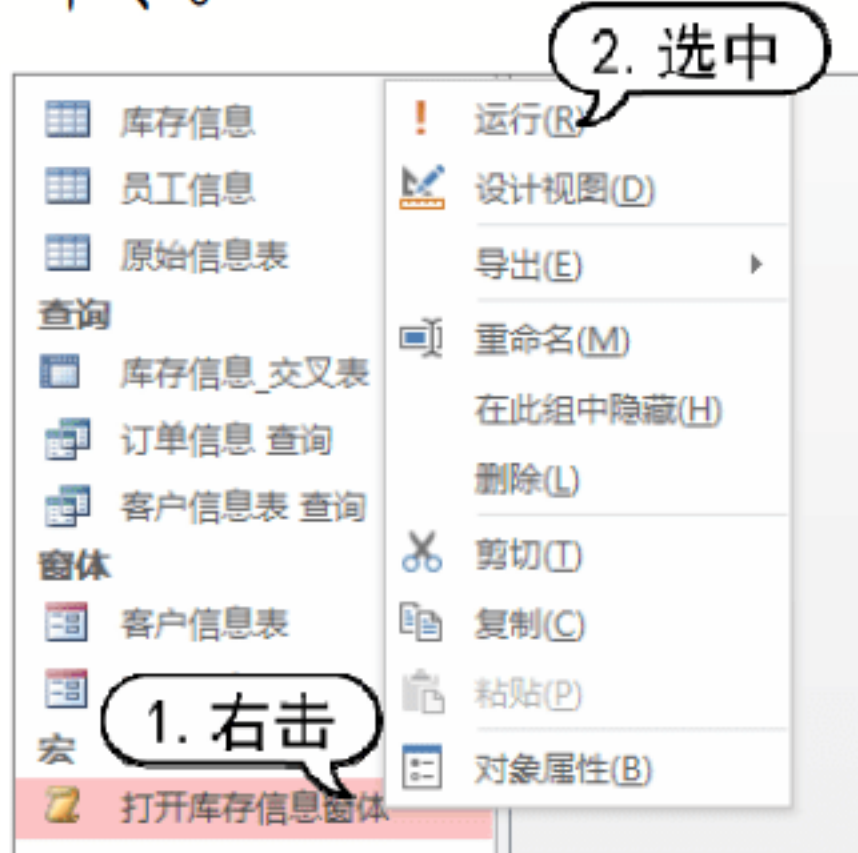 2. 选中
库存信息
员工信息
原始信息表
查询
库存信息_交叉表
订单信息 查询
客户信息表 查询
窗体
客户信息表
1. 右击
宏
打开库存信息窗体
运行(R)
设计视图(D)
导出(E)
重命名(M)
在此组中隐藏(H)
删除(L)
剪切(T)
复制(C)
粘贴(P)
对象属性(B)